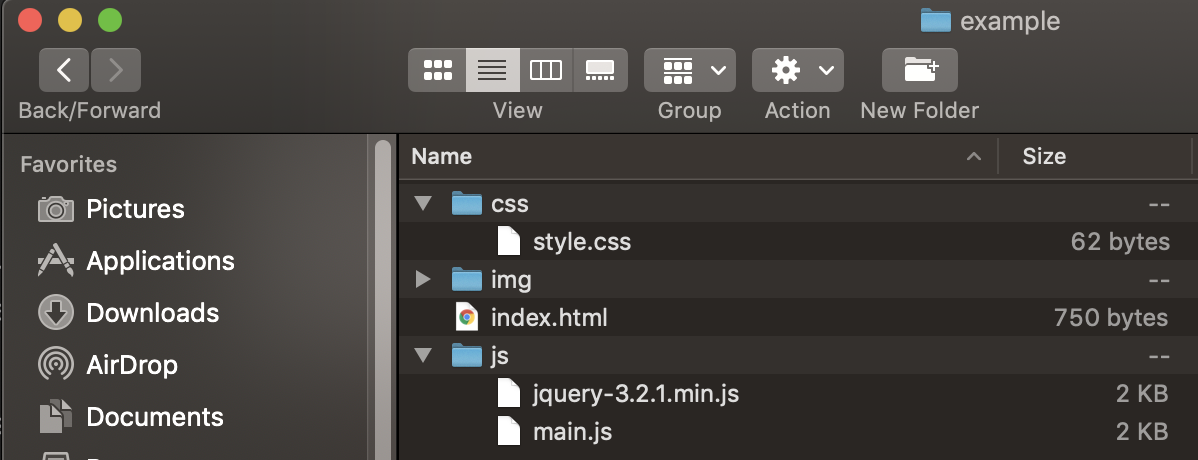 example
Back/Forward
View
Group
Action
New Folder
Favorites
Pictures
Applications
Downloads
AirDrop
Documents
Name Size
css --
style.css 62 bytes
img --
index.html 750 bytes
js --
jquery-3.2.1.min.js 2 KB
main.js 2 KB